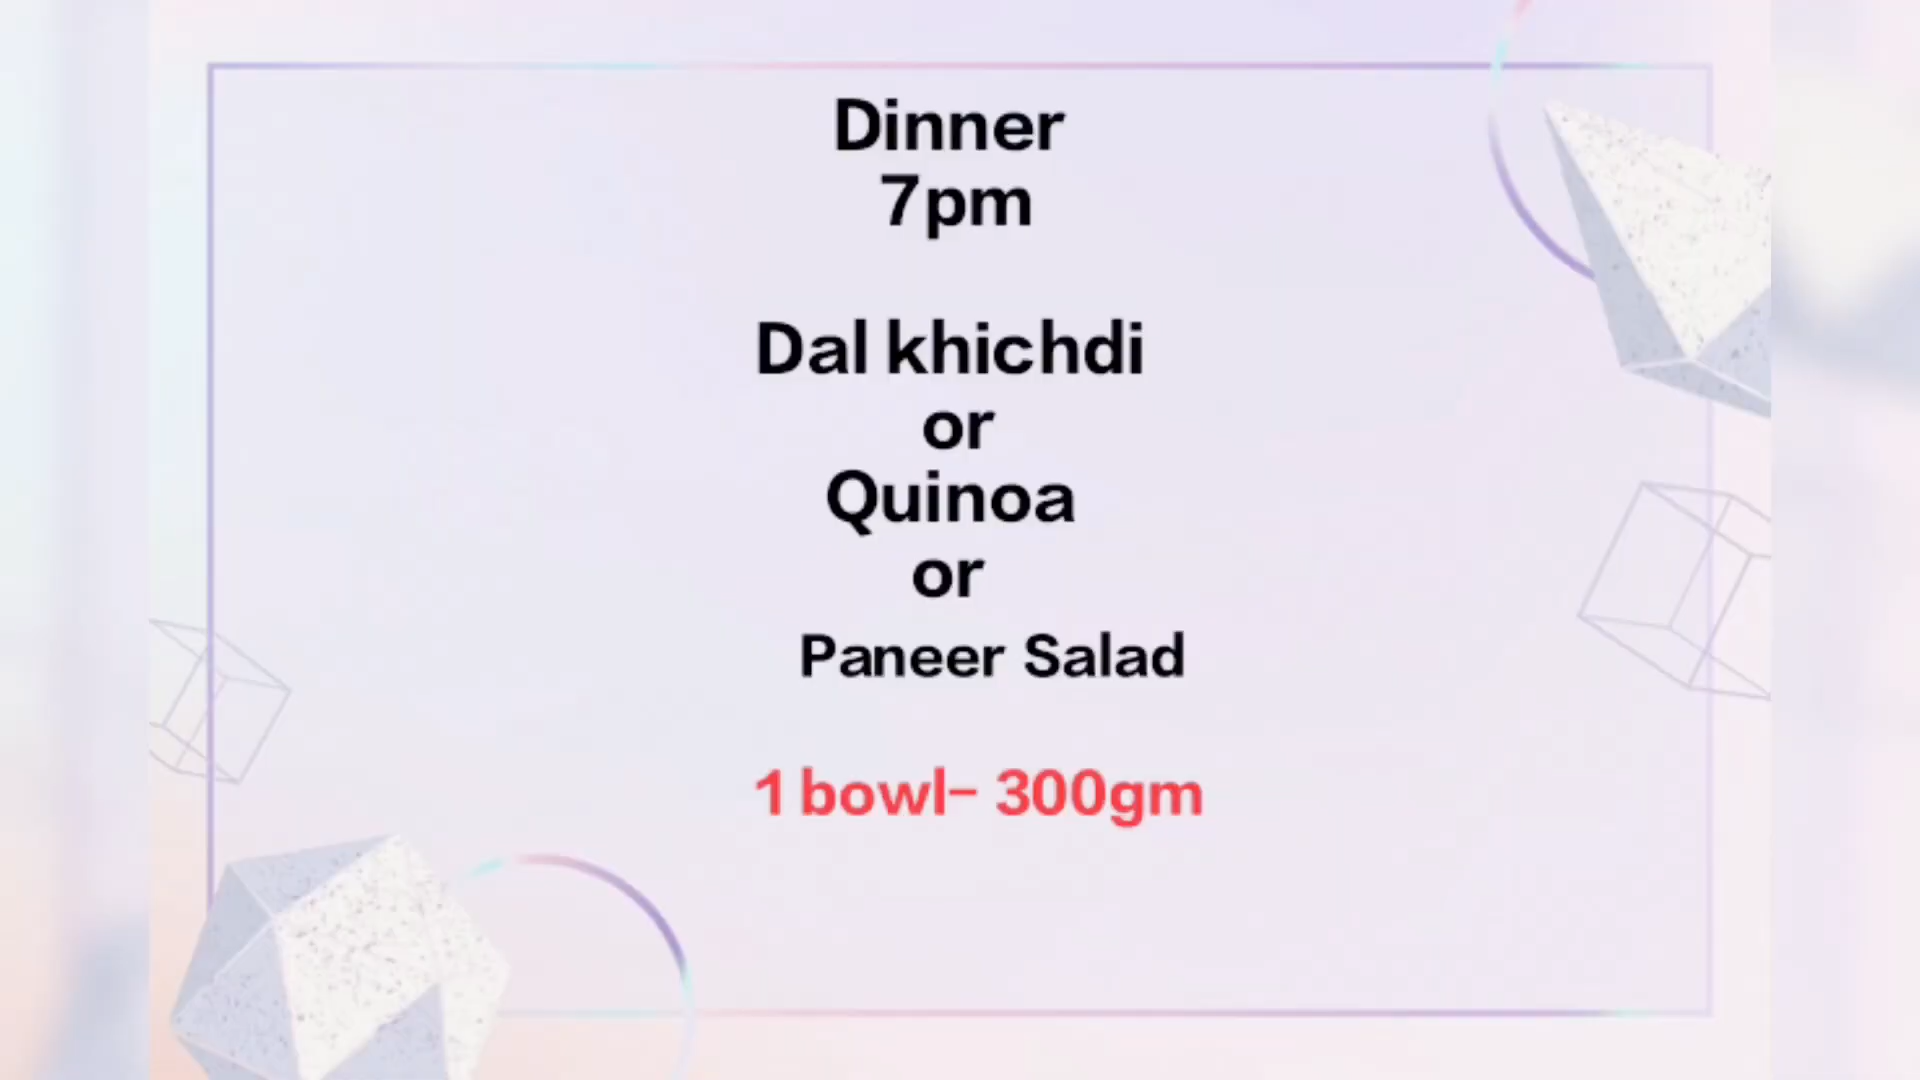 Dinner
7pm
Dal khichdi
or
Quinoa
or
Paneer Salad
1 bowl- 300gm